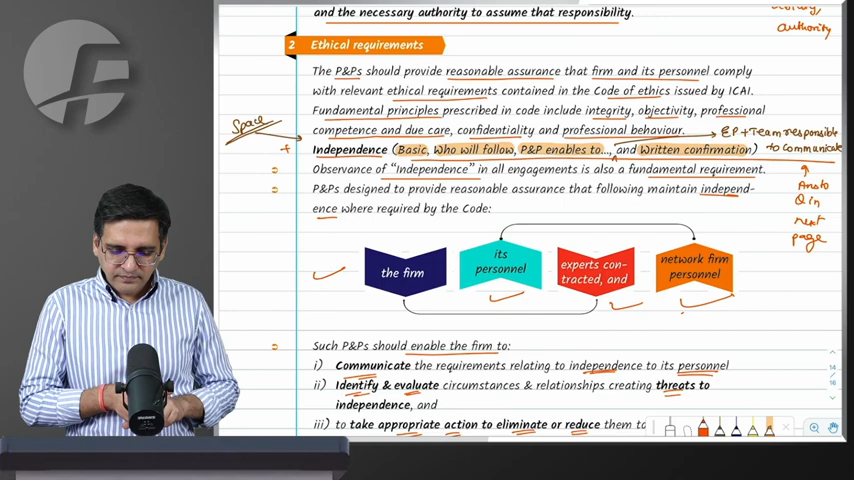 and the necessary authority to assume that responsibility.
authority
2 Ethical requirements
The P&Ps should provide reasonable assurance that firm and its personnel comply
with relevant ethical requirements contained in the Code of ethics issued by ICAI.
Fundamental principles prescribed in code include integrity, objectivity, professional
competence and due care, confidentiality and professional behaviour.
Space
EP + Team responsible
+ Independence (Basic, Who will follow, P&P enables to..., and Written confirmation)
to communicate
Observance of "Independence" in all engagements is also a fundamental requirement.
P&Ps designed to provide reasonable assurance that following maintain independ-
ence where required by the Code:
Ans to
Q in
next
page
the firm
its
personnel
experts con-
tracted, and
network firm
personnel
Such P&Ps should enable the firm to:
i) Communicate the requirements relating to independence to its personnel
ii) Identify & evaluate circumstances & relationships creating threats to
independence, and
iii) to take appropriate action to eliminate or reduce them to
14
16